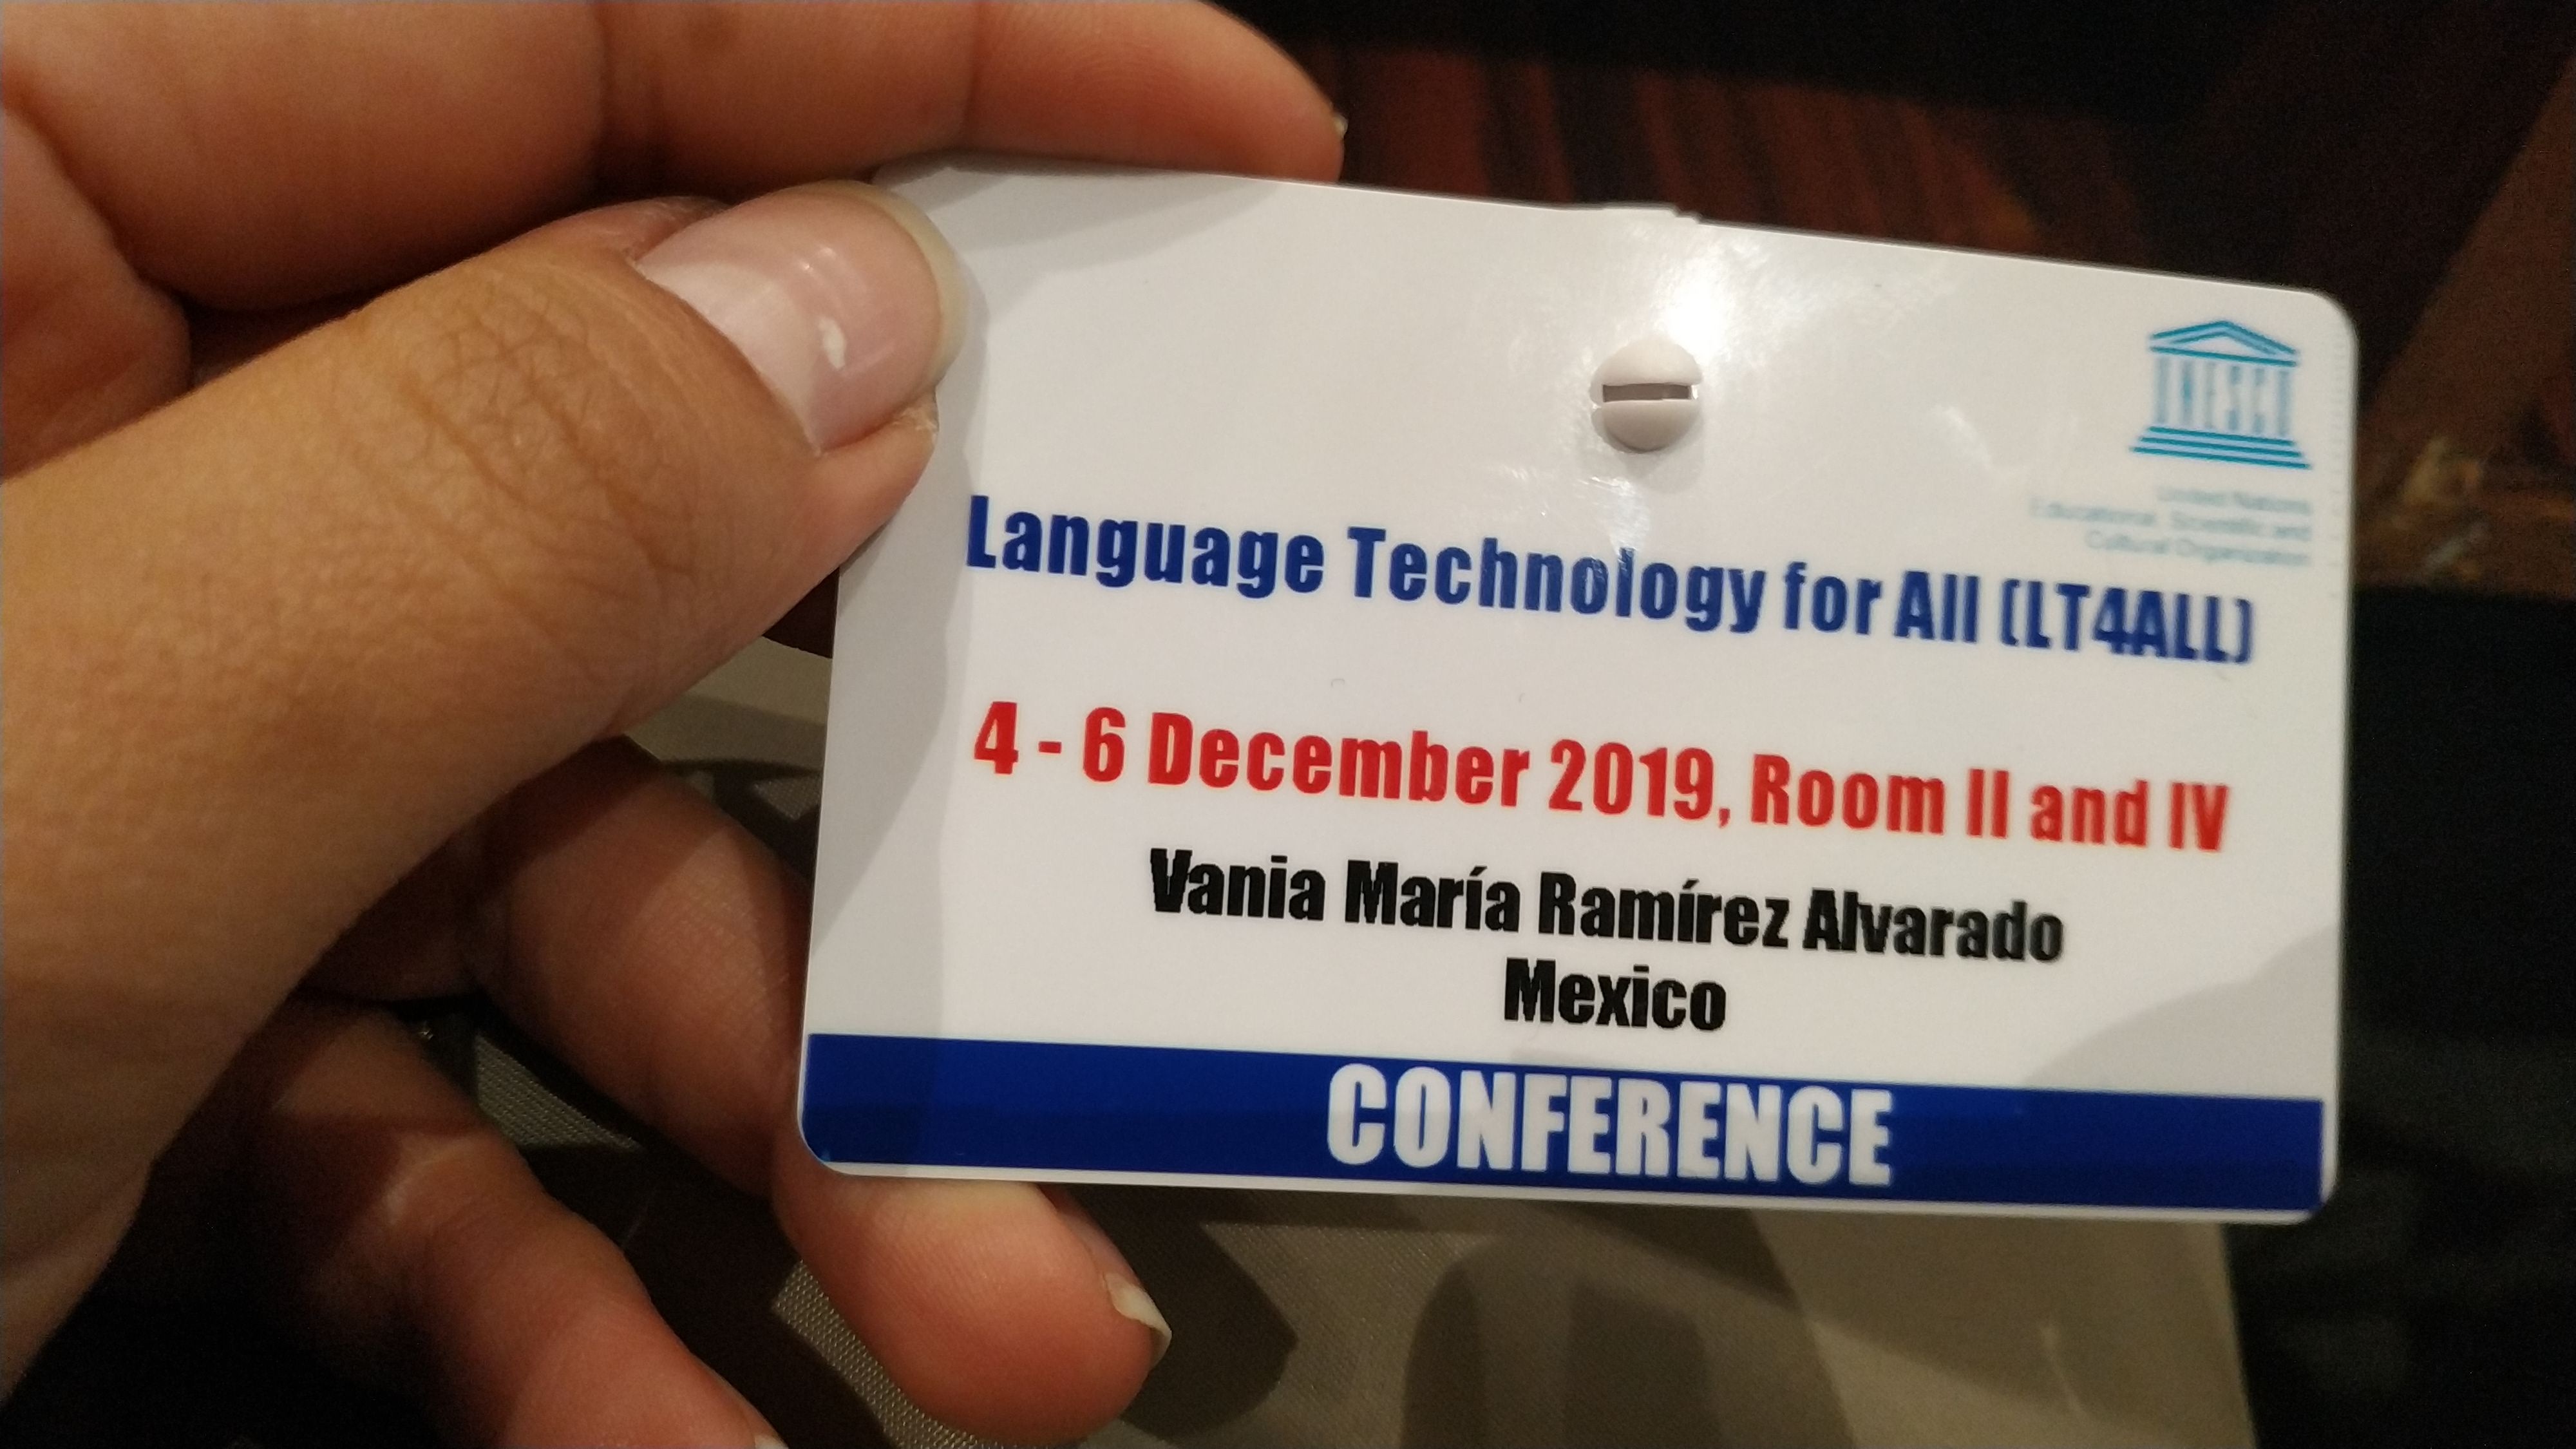 UNESCO
United Nations
Educational, Scientific and
Cultural Organization
Language Technology for All (LT4ALL)
4 - 6 December 2019, Room II and IV
Vania María Ramírez Alvarado
Mexico
CONFERENCE